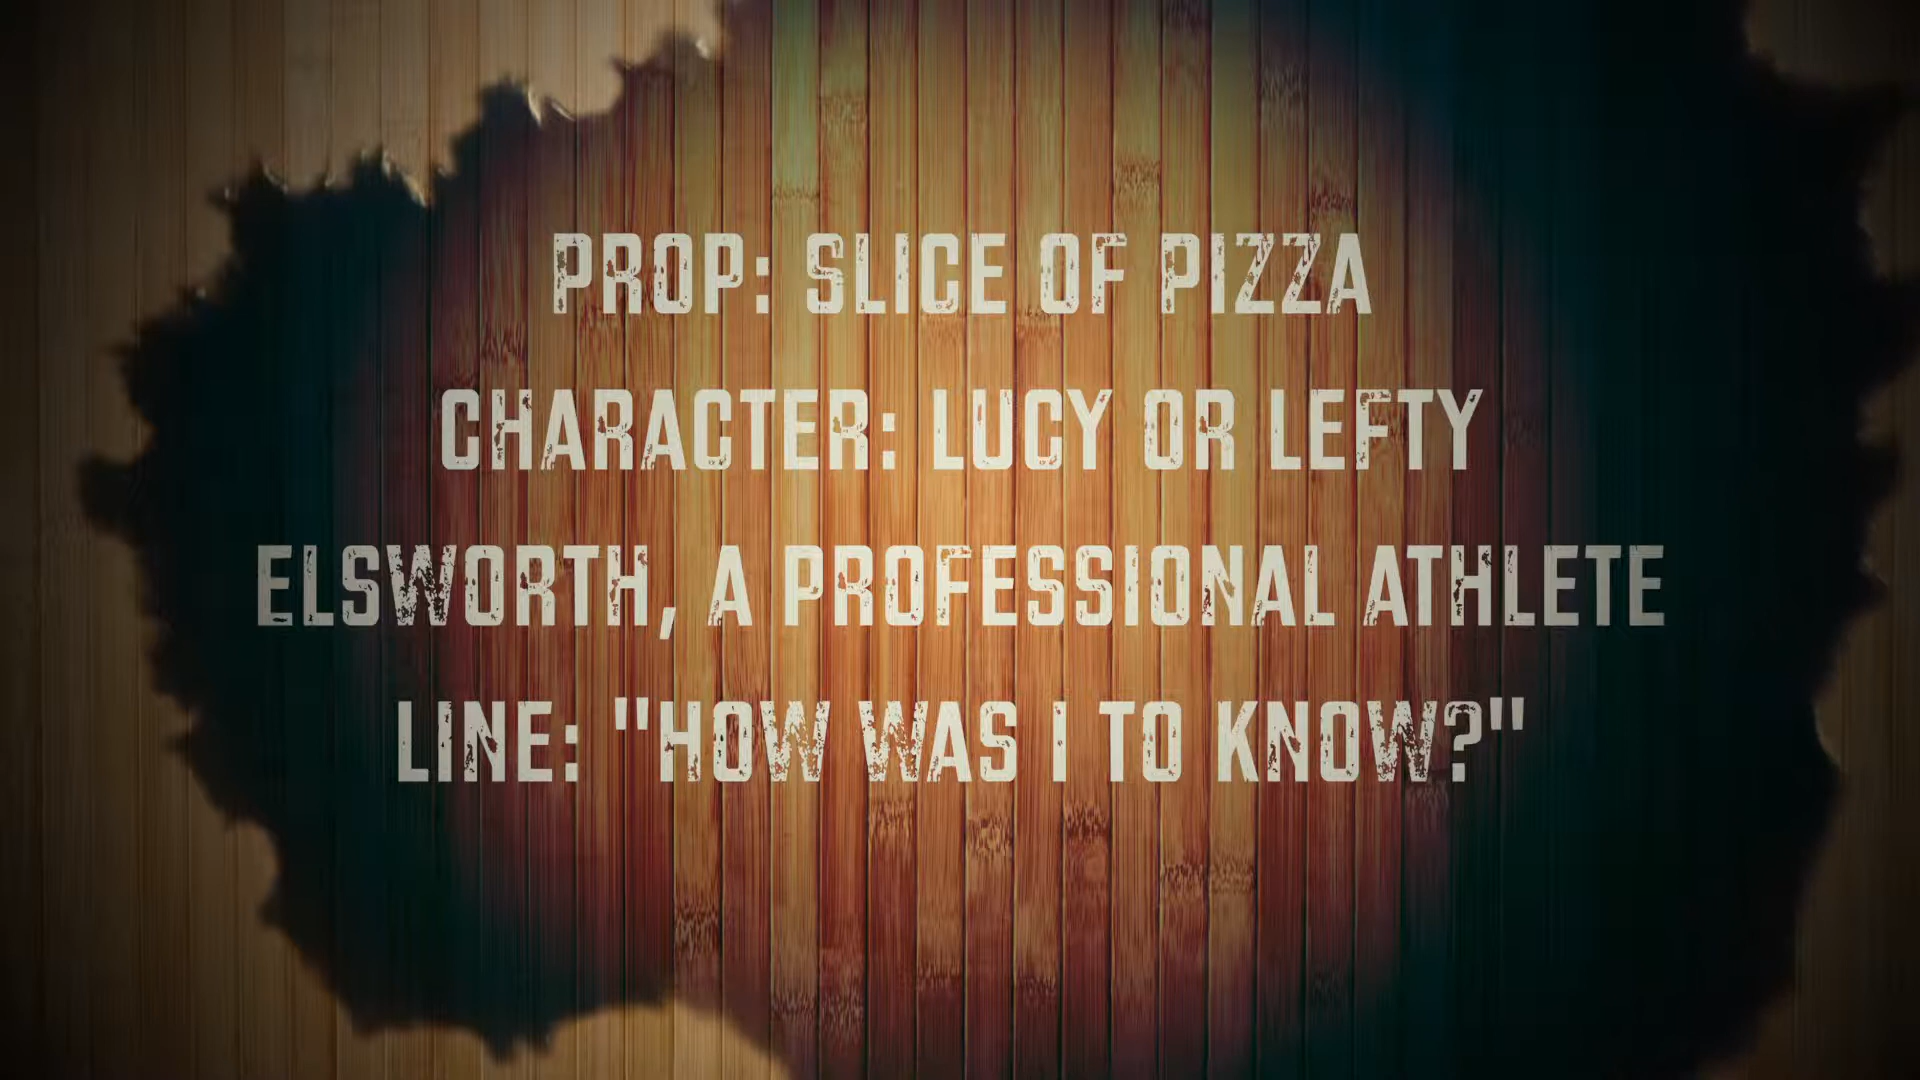 PROP: SLICE OF PIZZA
CHARACTER: LUCY OR LEFTY
ELSWORTH, A PROFESSIONAL ATHLETE
LINE: "HOW WAS I TO KNOW?"